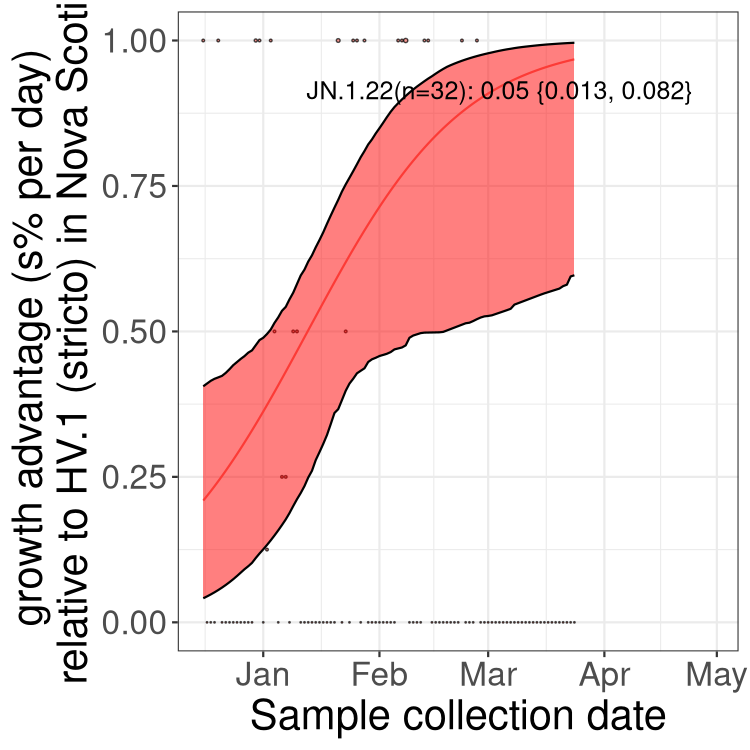 growth advantage (s% per day)
relative to HV.1 (stricto) in Nova Scoti
1.00
0.75
0.50
0.25
0.00
JN.1.22(n=32): 0.05 {0.013, 0.082}
Jan Feb Mar Apr May
Sample collection date